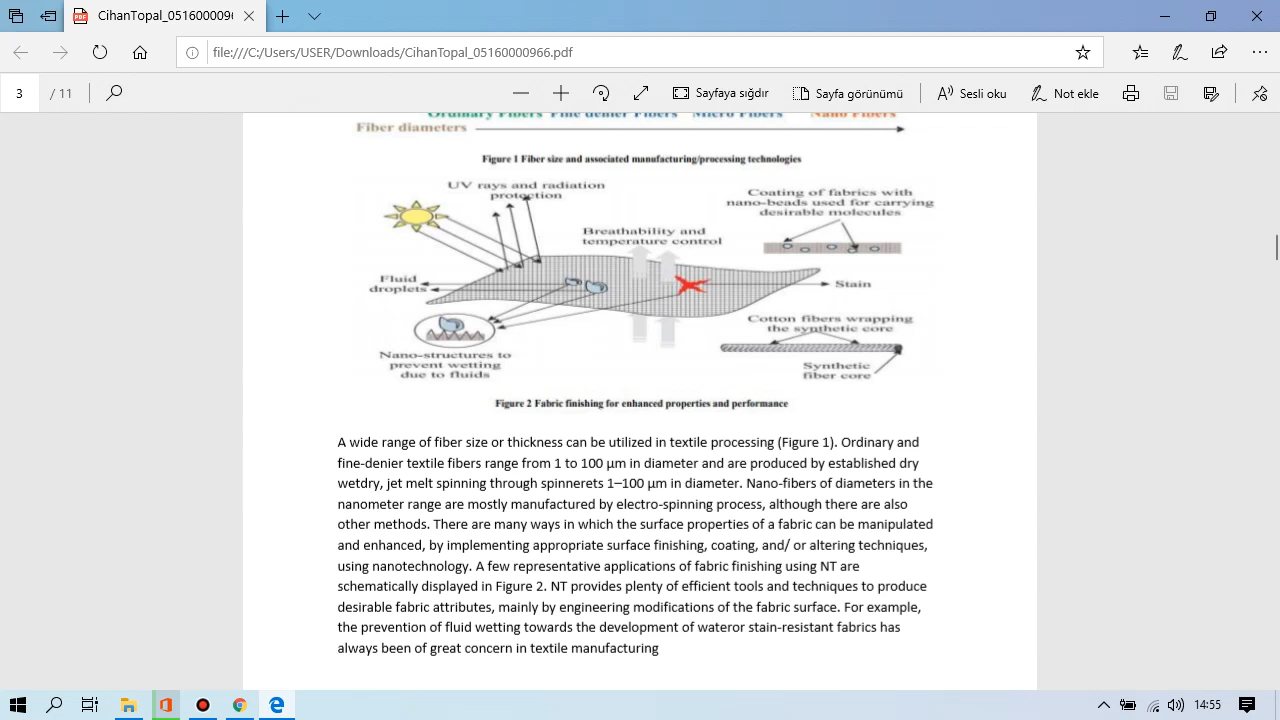 CihanTopal_05160000966.p
file:///C:/Users/USER/Downloads/CihanTopal_05160000966.pdf
3 / 11 Sayfaya sığdır Sayfa görünümü Sesli oku Not ekle
Ordinary Fibers Fine denier Fibers Micro Fibers Nano Fibers
Fiber diameters
Figure 1 Fiber size and associated manufacturing/processing technologies
UV rays and radiation
protection
Coating of fabrics with
nano-beads used for carrying
desirable molecules
Breathability and
temperature control
Fluid
droplets
Stain
Cotton fibers wrapping
the synthetic core
Nano-structures to
prevent wetting
due to fluids
Synthetic
fiber core
Figure 2 Fabric finishing for enhanced properties and performance
A wide range of fiber size or thickness can be utilized in textile processing (Figure 1). Ordinary and
fine-denier textile fibers range from 1 to 100 μm in diameter and are produced by established dry
wetdry, jet melt spinning through spinnerets 1–100 μm in diameter. Nano-fibers of diameters in the
nanometer range are mostly manufactured by electro-spinning process, although there are also
other methods. There are many ways in which the surface properties of a fabric can be manipulated
and enhanced, by implementing appropriate surface finishing, coating, and/ or altering techniques,
using nanotechnology. A few representative applications of fabric finishing using NT are
schematically displayed in Figure 2. NT provides plenty of efficient tools and techniques to produce
desirable fabric attributes, mainly by engineering modifications of the fabric surface. For example,
the prevention of fluid wetting towards the development of wateror stain-resistant fabrics has
always been of great concern in textile manufacturing
14:55